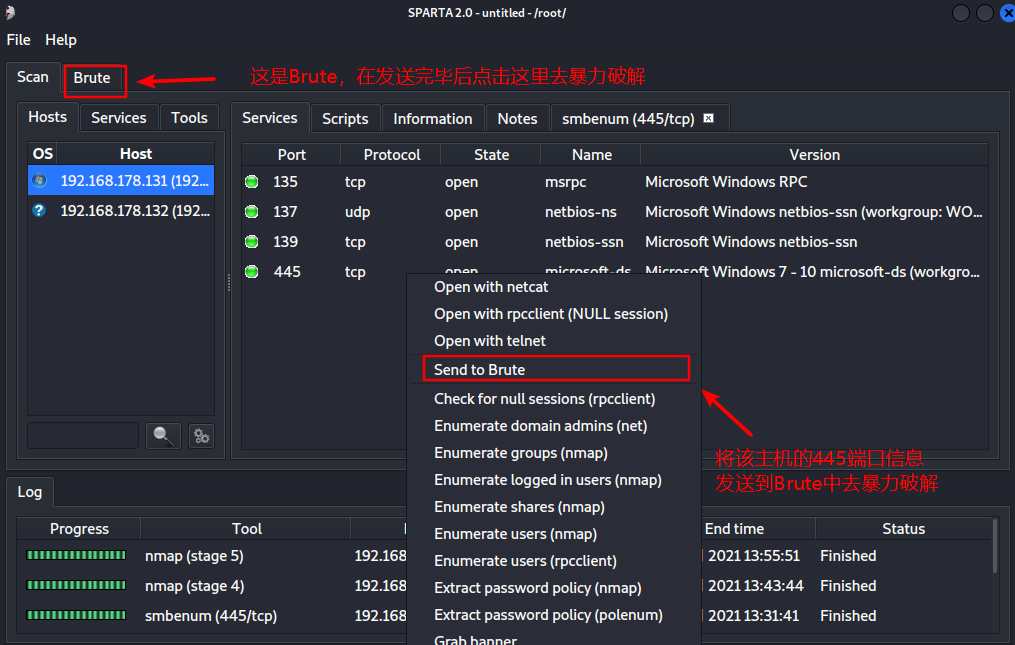 SPARTA 2.0 - untitled - /root/
File Help
Scan Brute 这是Brute，在发送完毕后点击这里去暴力破解
Hosts Services Tools
OS Host
192.168.178.131 (192...
192.168.178.132 (192...
Services Scripts Information Notes smbenum (445/tcp)
Port Protocol State Name Version
135 tcp open msrpc Microsoft Windows RPC
137 udp open netbios-ns Microsoft Windows netbios-ssn (workgroup: WO...
139 tcp open netbios-ssn Microsoft Windows netbios-ssn
445 tcp open microsoft-ds Microsoft Windows 7 - 10 microsoft-ds (workgro...
Open with netcat
Open with rpcclient (NULL session)
Open with telnet
Send to Brute
Check for null sessions (rpcclient)
Enumerate domain admins (net)
Enumerate groups (nmap)
Enumerate logged in users (nmap)
Enumerate shares (nmap)
Enumerate users (nmap)
Enumerate users (rpcclient)
Extract password policy (nmap)
Extract password policy (polenum)
Grab banner
将该主机的445端口信息
发送到Brute中去暴力破解
Log
Progress Tool End time Status
nmap (stage 5) 192.168 2021 13:55:51 Finished
nmap (stage 4) 192.168 2021 13:43:44 Finished
smbenum (445/tcp) 192.168 2021 13:31:41 Finished